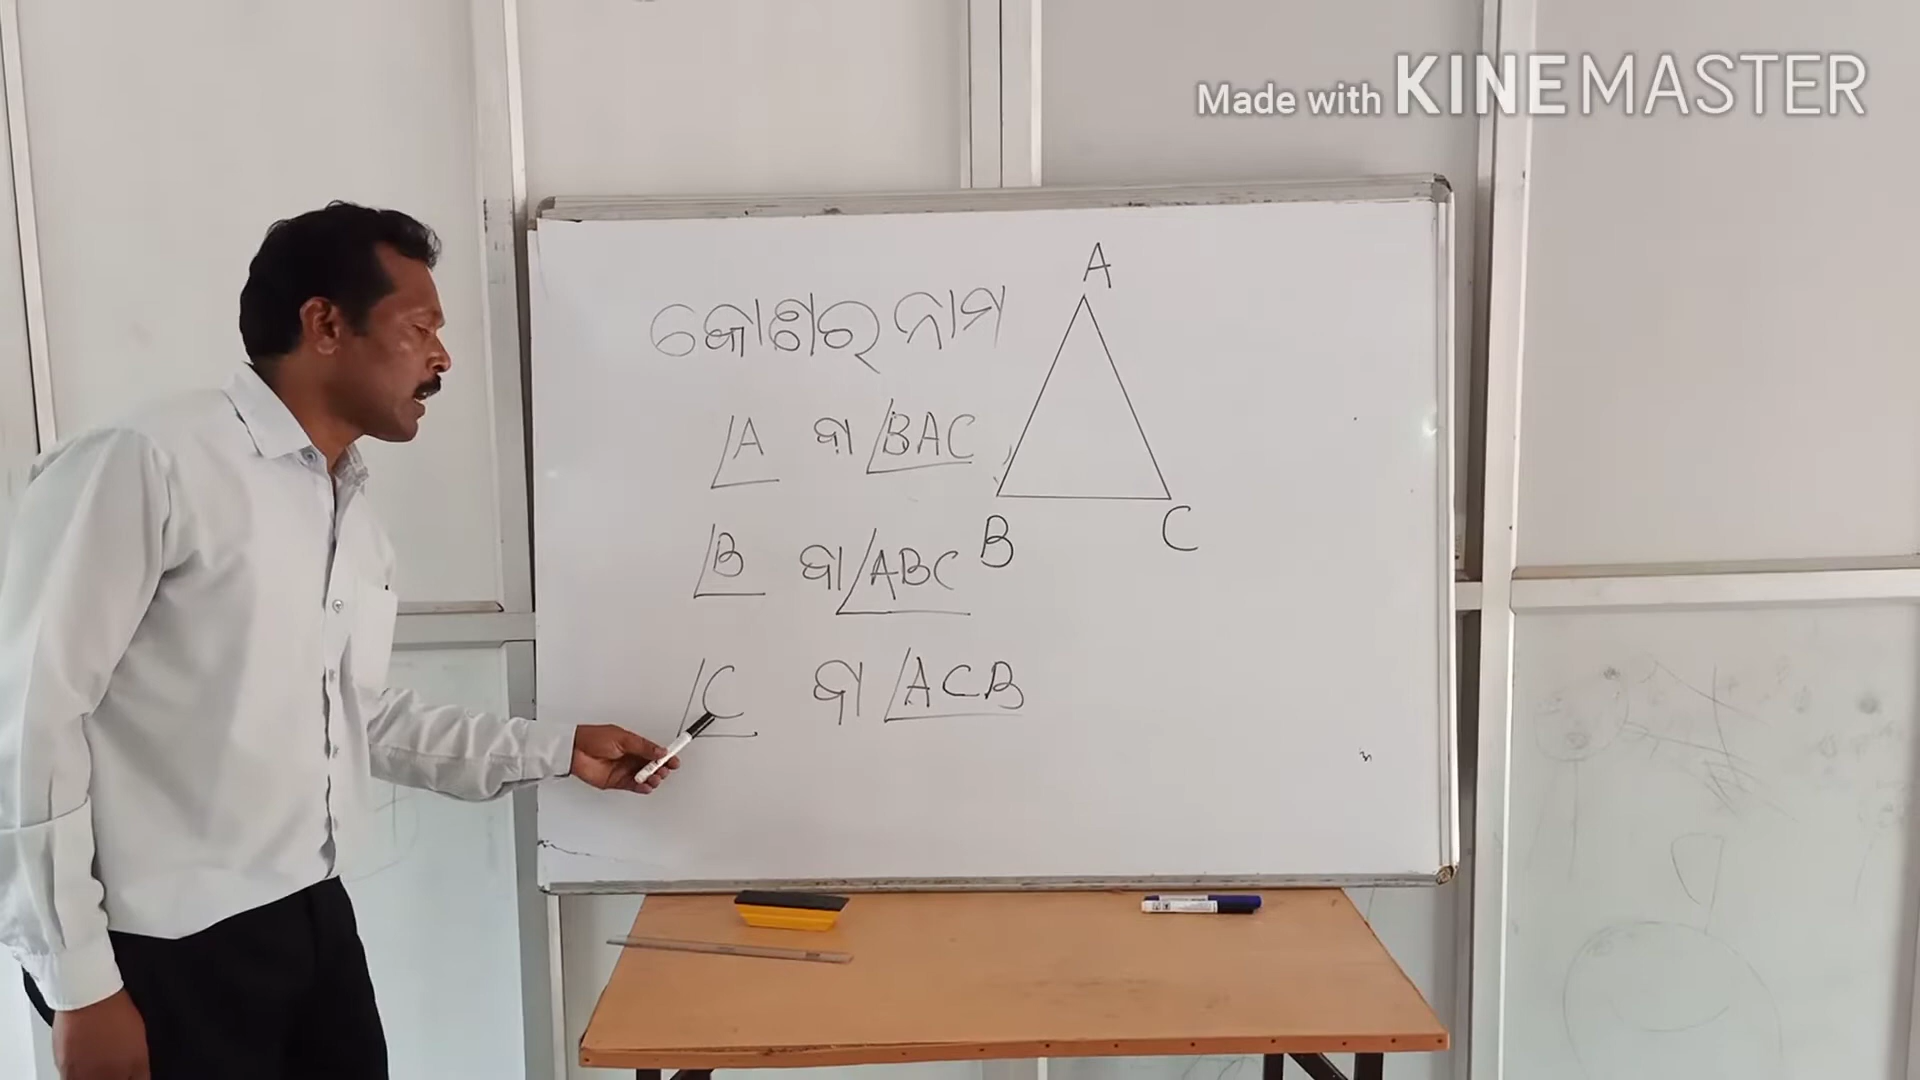 Made with KINEMASTER
A
କୋଣର ନାମ
∠A ବା ∠BAC
B C
∠B ବା ∠ABC
∠C ବା ∠ACB